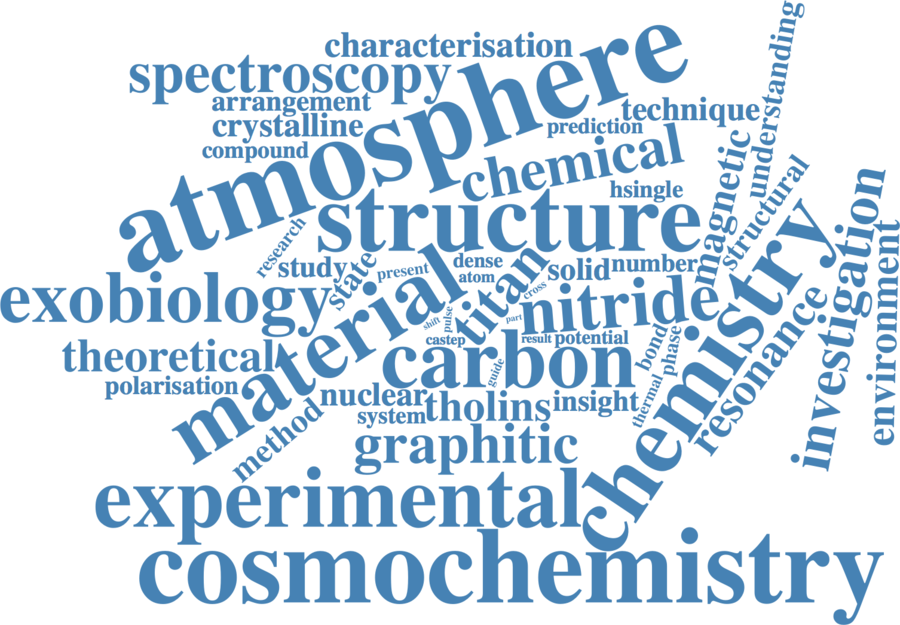 characterisation
understanding
spectroscopy
atmosphere
arrangement
technique
crystalline
prediction
compound
chemical
magnetic
hsingle
structural
structure
research
study
state
present
dense
atom
titan
solid
number
cross
investigation
environment
exobiology
material
nitride
chemistry
shift
pulse
part
castep
result
potential
bond
phase
resonance
theoretical
carbon
guide
thermal
polarisation
nuclear
system
tholins
insight
method
graphitic
experimental
cosmochemistry